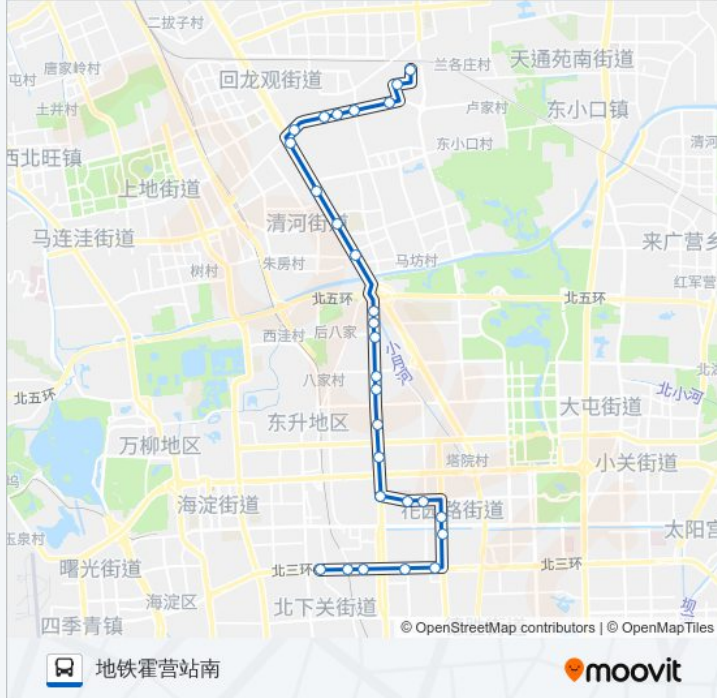 二拔子村
屯村
唐家岭村
兰各庄村
天通苑南街道
回龙观街道
土井村
卢家村
东小口镇
东小口村
清河
西北旺镇
上地街道
清河街道
马连洼街道
来广营乡
树村
朱房村
马坊村
红军营
北五环
北五环
西洼村
后八家
小月河
八家村
北五环
北小河
东升地区
大屯街道
万柳地区
塔院村
小关街道
海淀街道
花园路街道
玉泉村
太阳宫
曙光街道
北三环
北三环
海淀区
北下关街道
坝
四季青镇
© OpenStreetMap contributors | © OpenMapTiles
地铁霍营站南
moovit